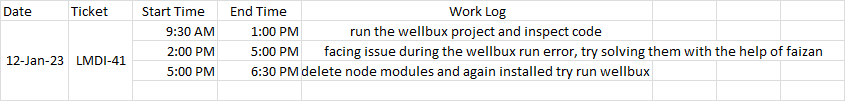 Date Ticket Start Time End Time Work Log
9:30 AM 1:00 PM run the wellbux project and inspect code
12-Jan-23 LMDI-41 2:00 PM 5:00 PM facing issue during the wellbux run error, try solving them with the help of faizan
5:00 PM 6:30 PM delete node modules and again installed try run wellbux